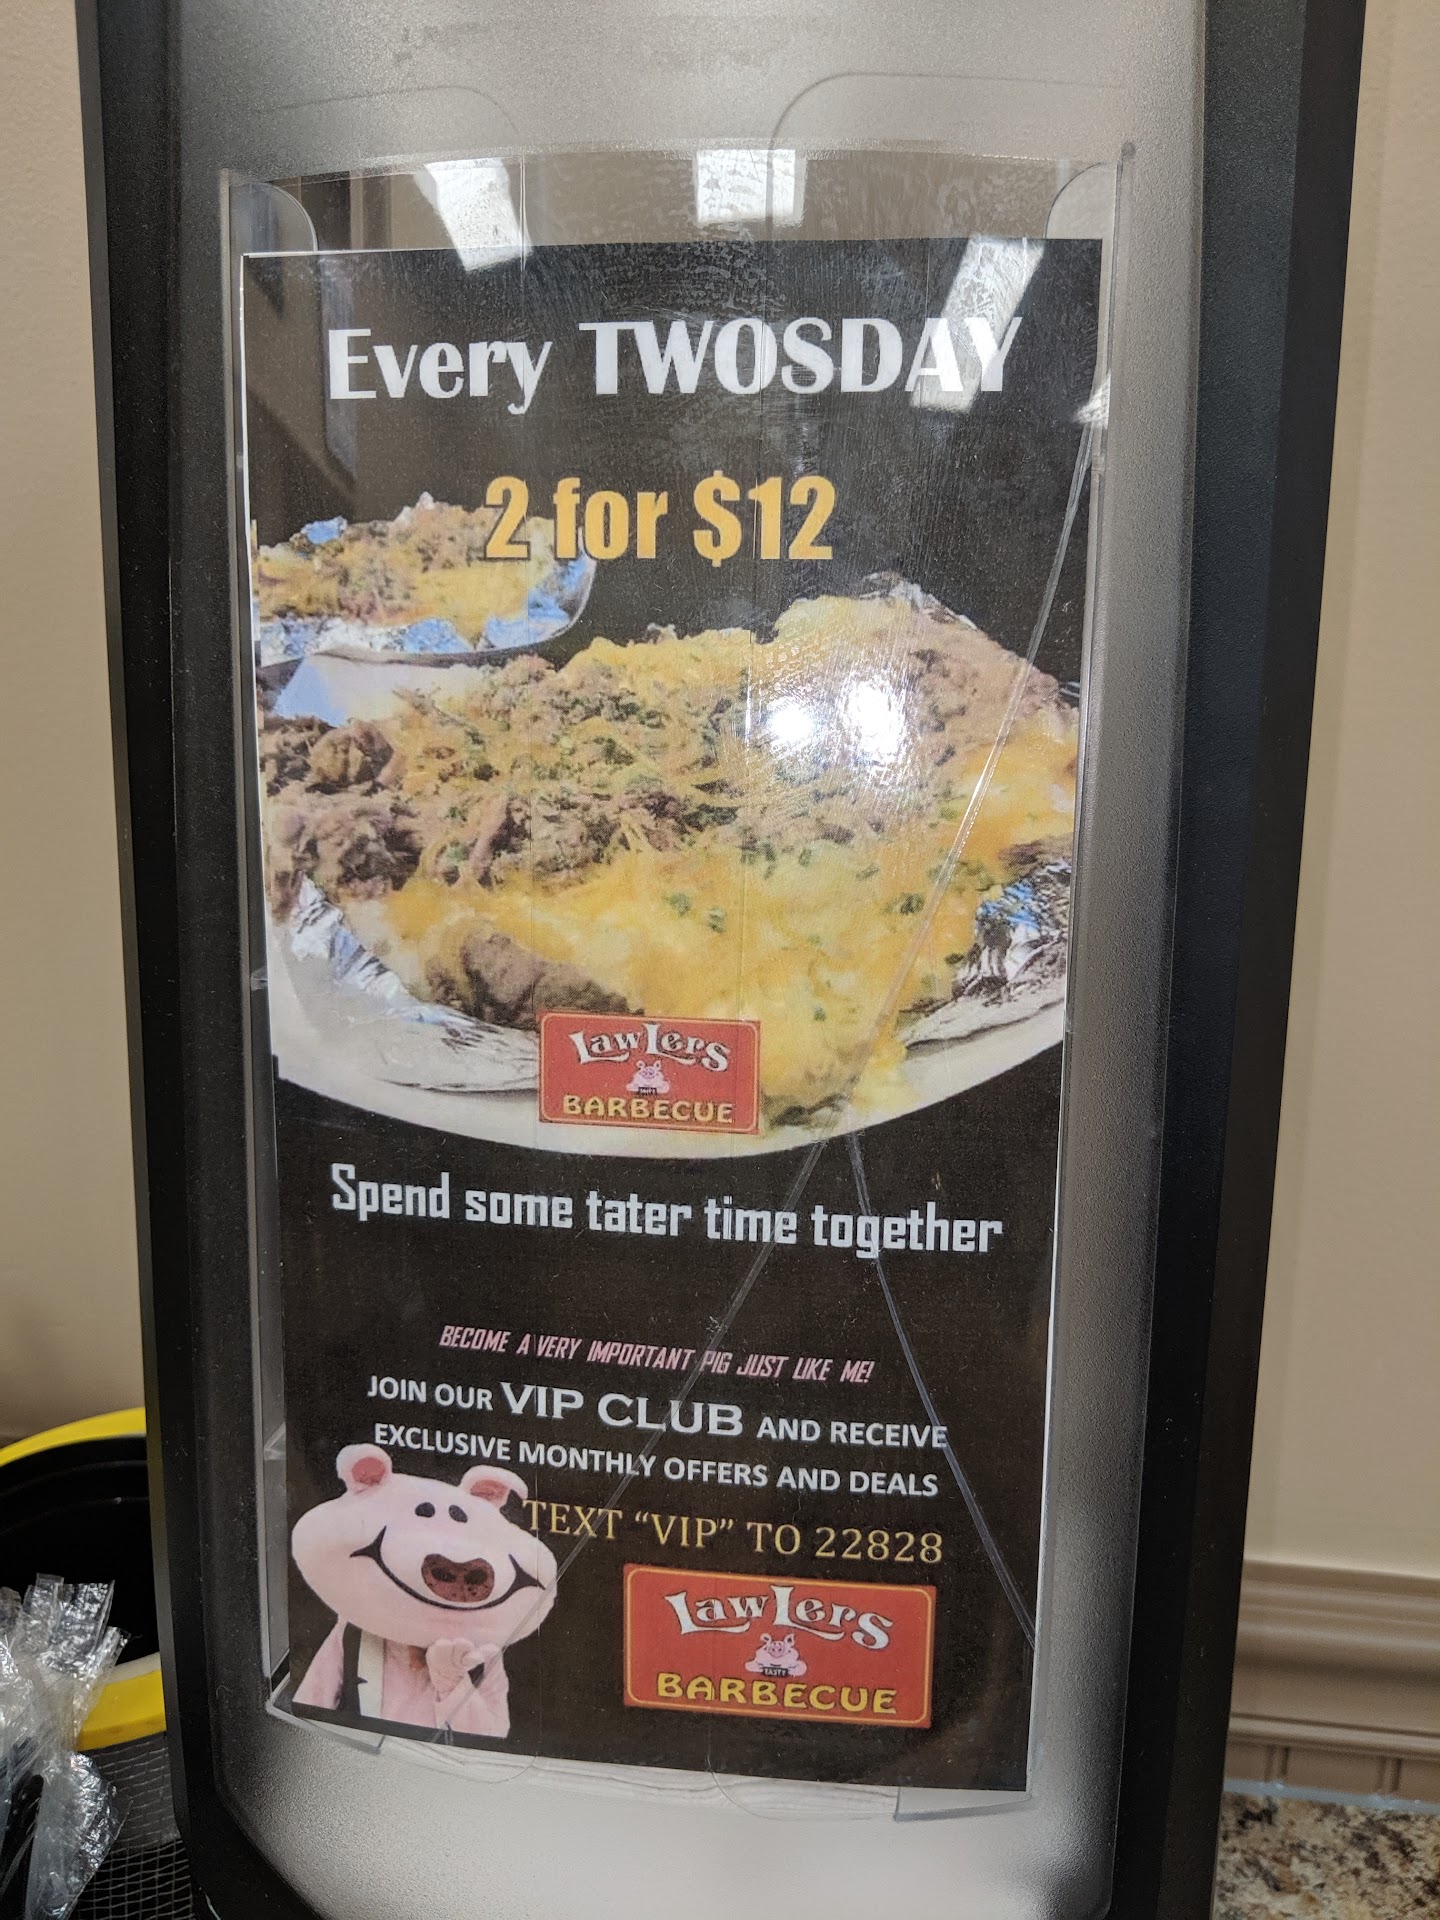 Every TWOSDAY
2 for $12
LawLers
BARBECUE
Spend some tater time together
BECOME A VERY IMPORTANT PIG JUST LIKE ME!
JOIN OUR VIP CLUB AND RECEIVE
EXCLUSIVE MONTHLY OFFERS AND DEALS
TEXT “VIP” TO 22828
LawLers
TASTY
BARBECUE